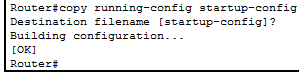 Router#copy running-config startup-config
Destination filename [startup-config]?
Building configuration...
[OK]
Router#